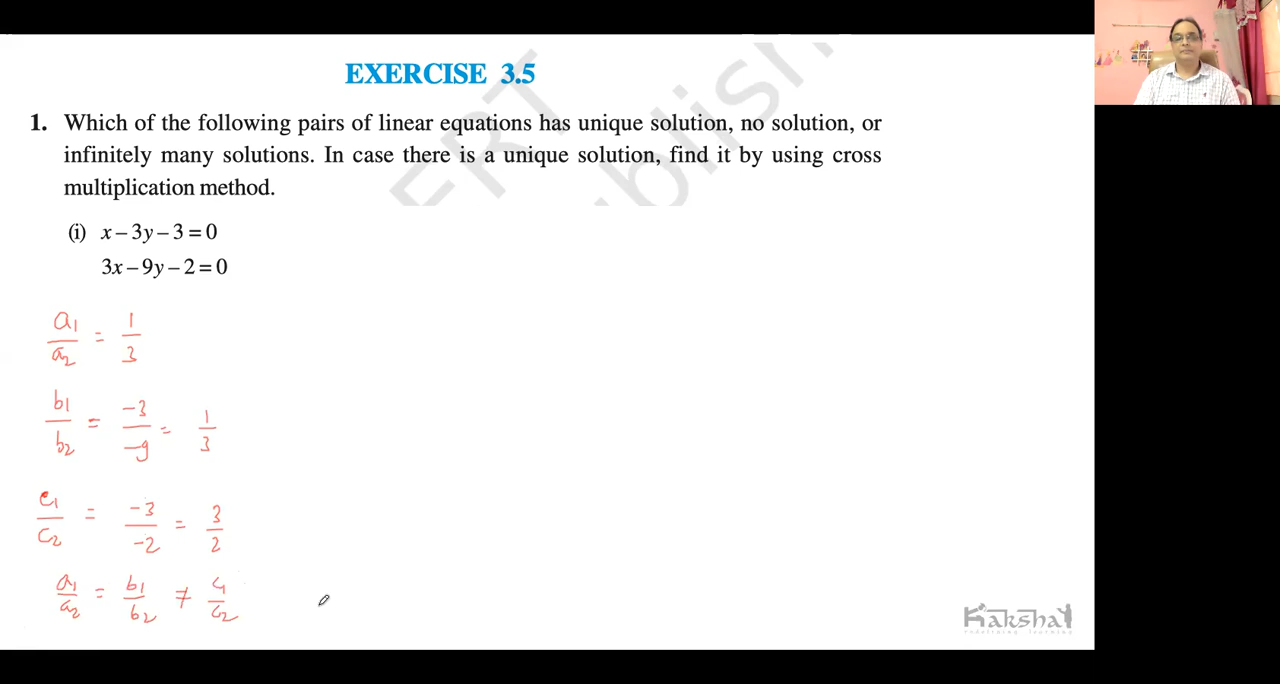 EXERCISE 3.5
1. Which of the following pairs of linear equations has unique solution, no solution, or
infinitely many solutions. In case there is a unique solution, find it by using cross
multiplication method.
(i) x – 3y – 3 = 0
3x – 9y – 2 = 0
a1/a2 = 1/3
b1/b2 = -3/-9 = 1/3
c1/c2 = -3/-2 = 3/2
a1/a2 = b1/b2 ≠ c1/c2
Kaksha
redefining learning